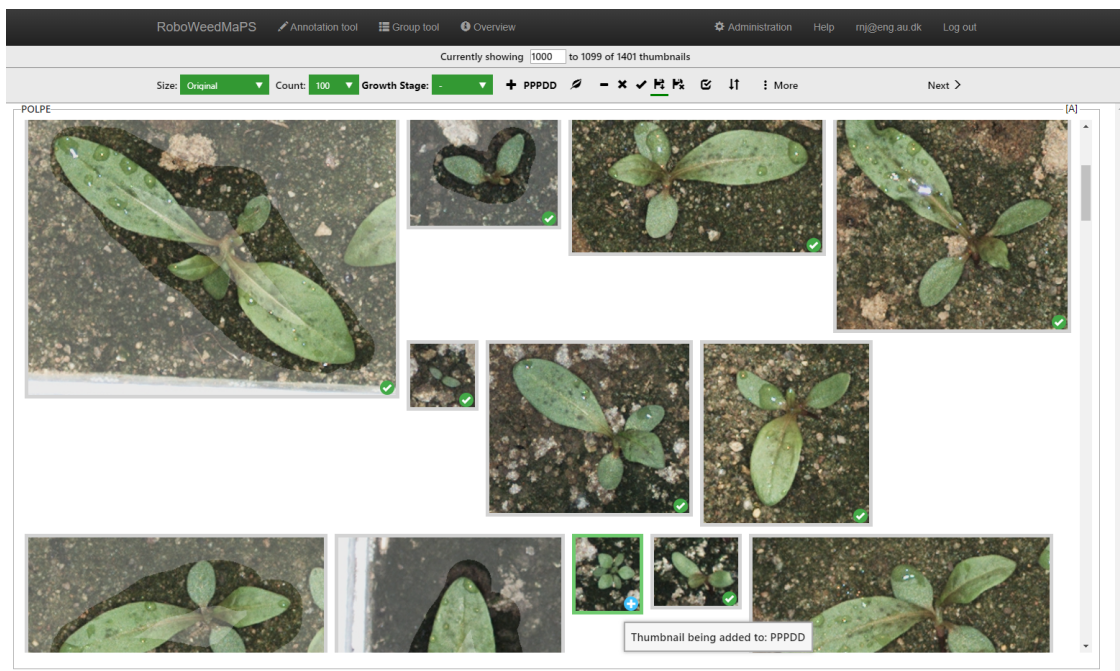 RoboWeedMaPS Annotation tool Group tool Overview Administration Help rnj@eng.au.dk Log out
Currently showing 1000 to 1099 of 1401 thumbnails
Size: Original Count: 100 Growth Stage: - PPPDD More Next
POLPE [A]
Thumbnail being added to: PPPDD